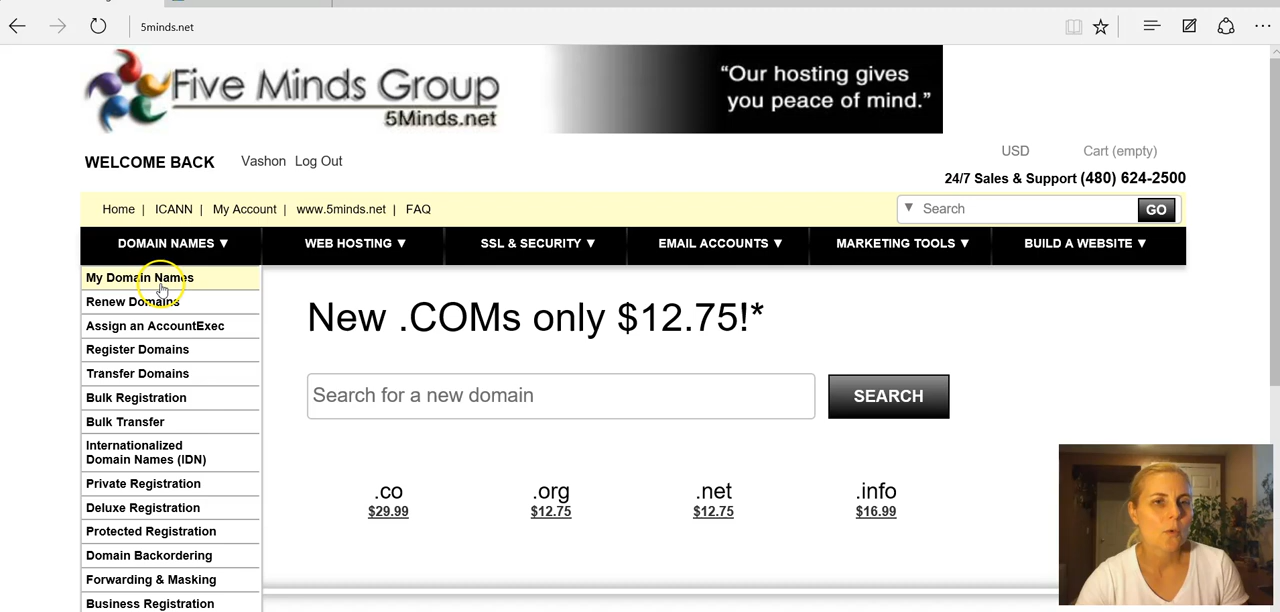 5minds.net
Five Minds Group
5Minds.net
“Our hosting gives
you peace of mind.”
WELCOME BACK Vashon Log Out
USD Cart (empty)
24/7 Sales & Support (480) 624-2500
Home | ICANN | My Account | www.5minds.net | FAQ
▼ Search GO
DOMAIN NAMES ▼ WEB HOSTING ▼ SSL & SECURITY ▼ EMAIL ACCOUNTS ▼ MARKETING TOOLS ▼ BUILD A WEBSITE ▼
My Domain Names
Renew Domains
Assign an AccountExec
Register Domains
Transfer Domains
Bulk Registration
Bulk Transfer
Internationalized
Domain Names (IDN)
Private Registration
Deluxe Registration
Protected Registration
Domain Backordering
Forwarding & Masking
Business Registration
New .COMs only $12.75!*
Search for a new domain SEARCH
.co .org .net .info
$29.99 $12.75 $12.75 $16.99